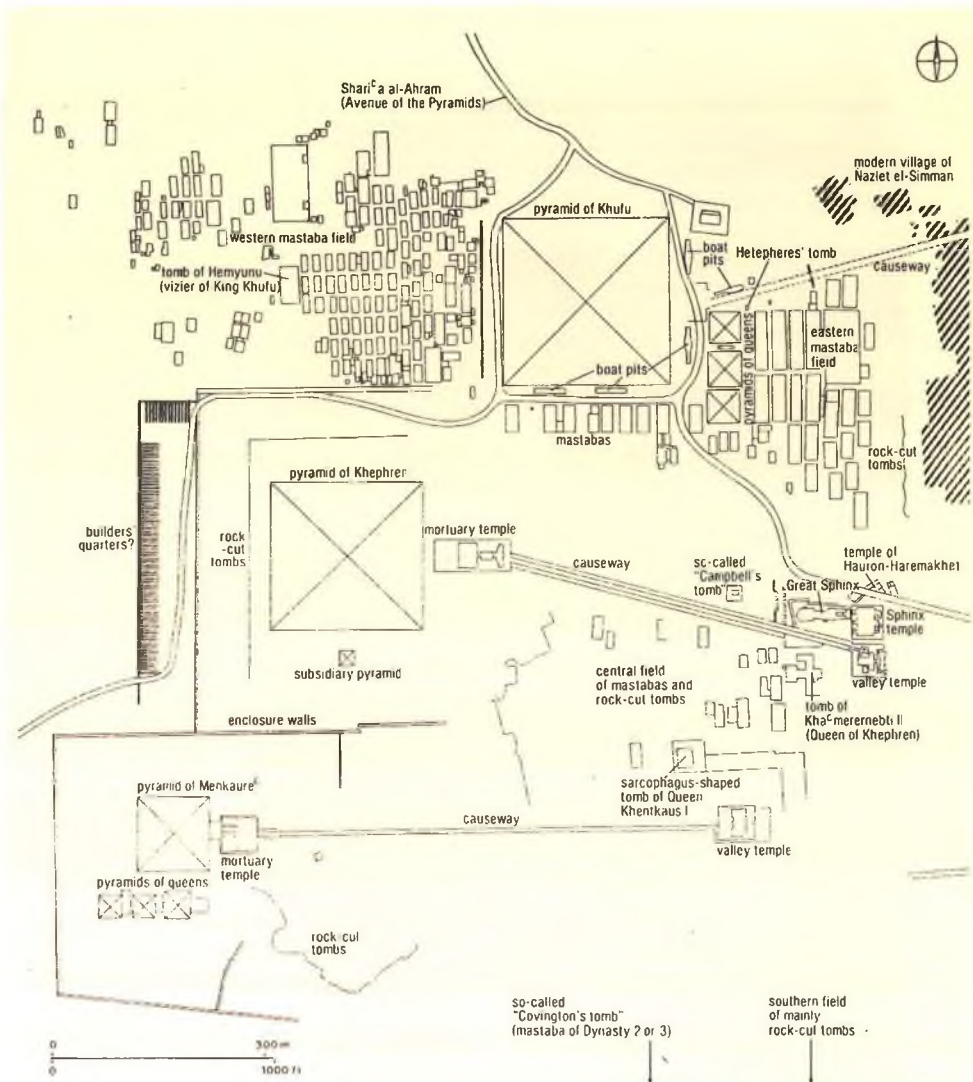 Shariᶜa al-Ahram
(Avenue of the Pyramids)
modern village of
Nazlet el-Simman
pyramid of Khufu
western mastaba field
tomb of Hemyunu
(vizier of King Khufu)
boat
pits
Hetepheres' tomb
causeway
pyramids of queens
eastern
mastaba
field
boat pits
mastabas
rock-cut
tombs
pyramid of Khephren
builders'
quarters?
rock
-cut
tombs
mortuary temple
causeway
so-called
"Campbell's
tomb"
temple of
Hauron-Haremakhet
Great Sphinx
Sphinx
temple
valley temple
subsidiary pyramid
central field
of mastabas and
rock-cut tombs
tomb of
Khaᶜmerernebti II
(Queen of Khephren)
enclosure walls
sarcophagus-shaped
tomb of Queen
Khentkaus I
pyramid of Menkaureᶜ
causeway
mortuary
temple
valley temple
pyramids of queens
rock-cut
tombs
so-called
"Covington's tomb"
(mastaba of Dynasty 2 or 3)
southern field
of mainly
rock-cut tombs
0 300 m
0 1000 ft